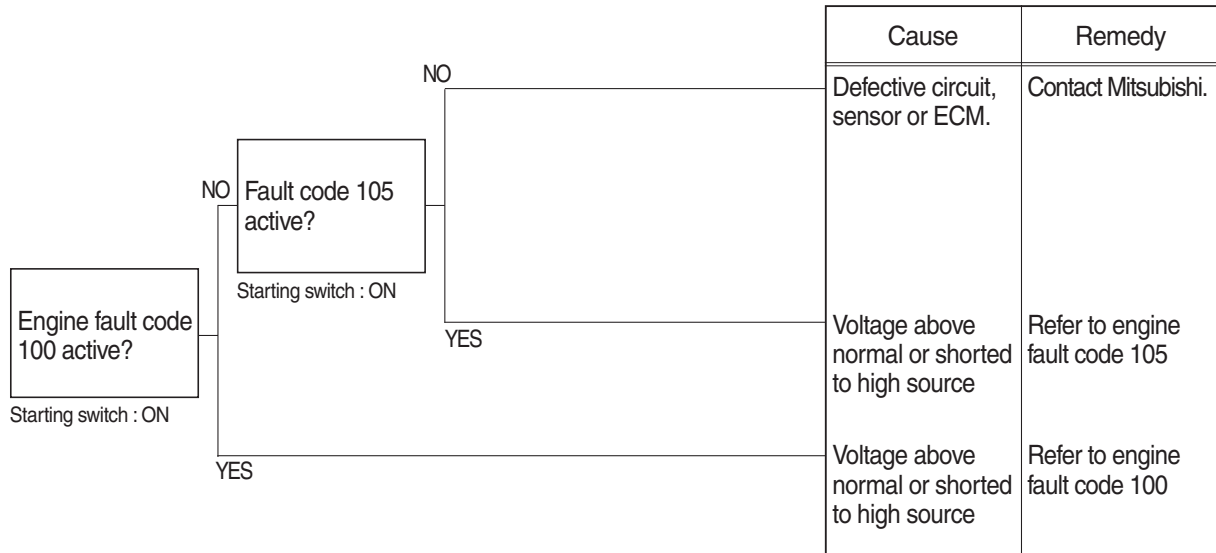 Cause
Remedy
NO
Defective circuit,
sensor or ECM.
Contact Mitsubishi.
NO
Fault code 105
active?
Starting switch : ON
Engine fault code
100 active?
Starting switch : ON
YES
Voltage above
normal or shorted
to high source
Refer to engine
fault code 105
YES
Voltage above
normal or shorted
to high source
Refer to engine
fault code 100